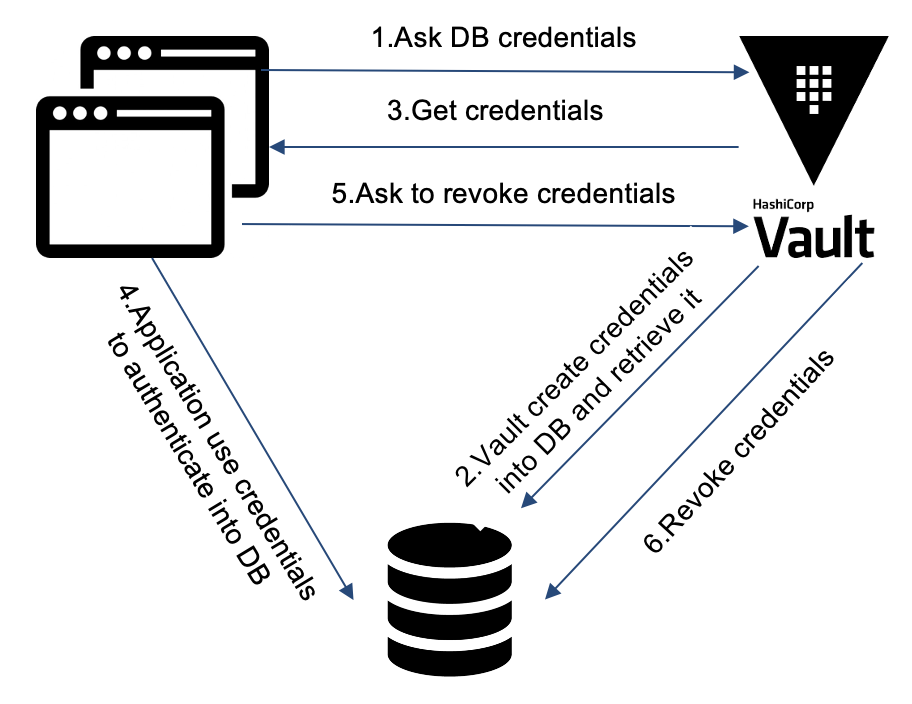 1.Ask DB credentials
3.Get credentials
5.Ask to revoke credentials
HashiCorp
Vault
4.Application use credentials
to authenticate into DB
2.Vault create credentials
into DB and retrieve it
6.Revoke credentials